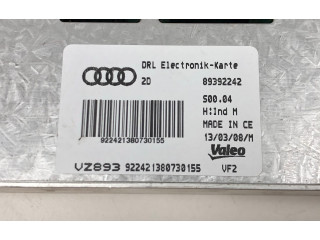 DRL Electronik-Karte
2D 89392242
S00.04
H:Ind M
MADE IN CE
922421380730155
13/03/08/M
Valeo
VZ893 922421380730155 VF2